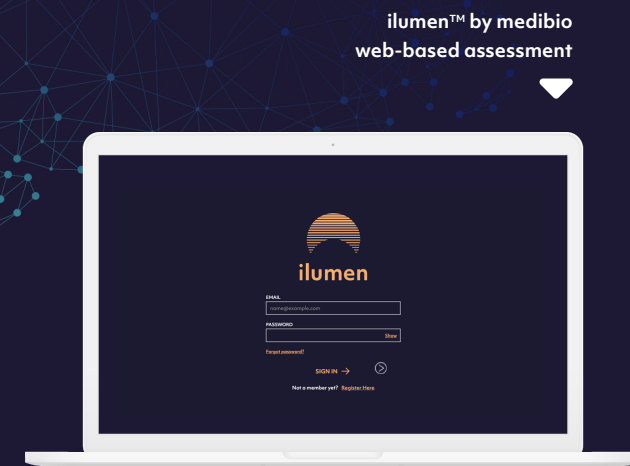 ilumen™ by medibio
web-based assessment
ilumen
EMAIL
name@example.com
PASSWORD
Show
Forgot password?
SIGN IN →
Not a member yet? Register Here